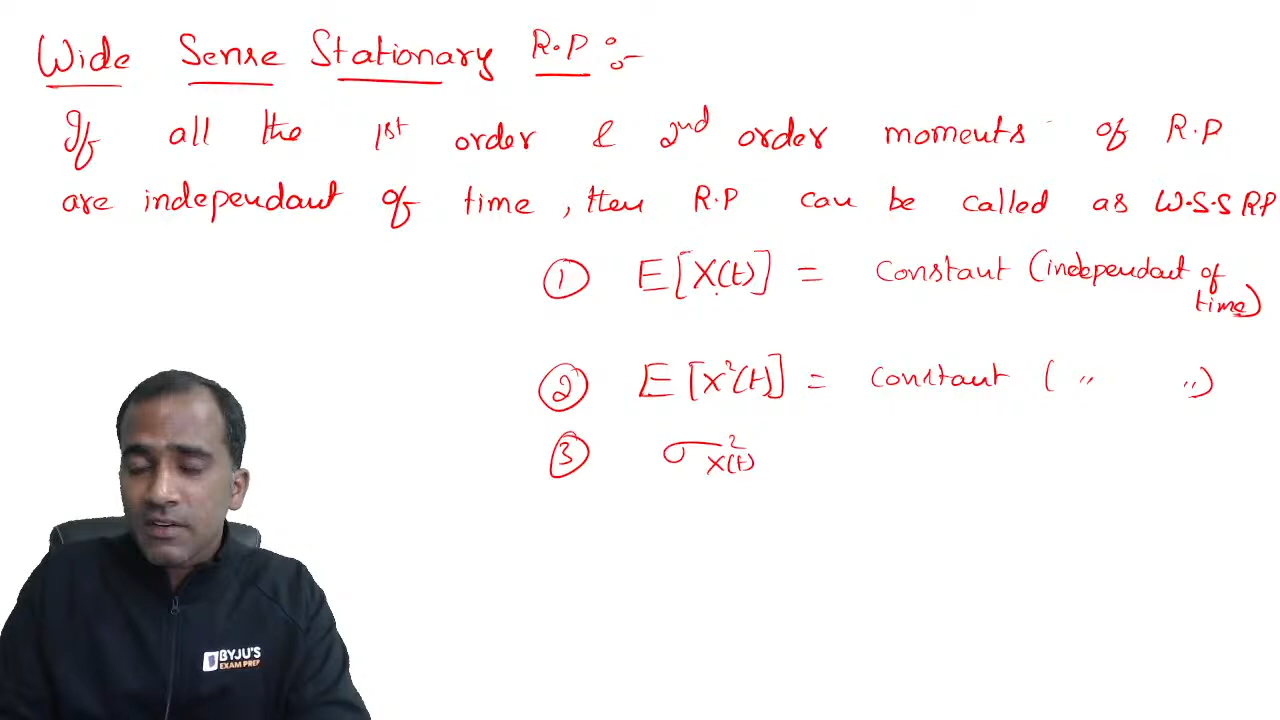 Wide Sense Stationary R.P :-
If all the 1st order & 2nd order moments of R.P
are independant of time, then R.P can be called as W.S.S RP
① E[X(t)] = constant (independant of
time)
② E[X²(t)] = constant ( " " )
③ σ²X(t)
BYJU'S
EXAM PREP